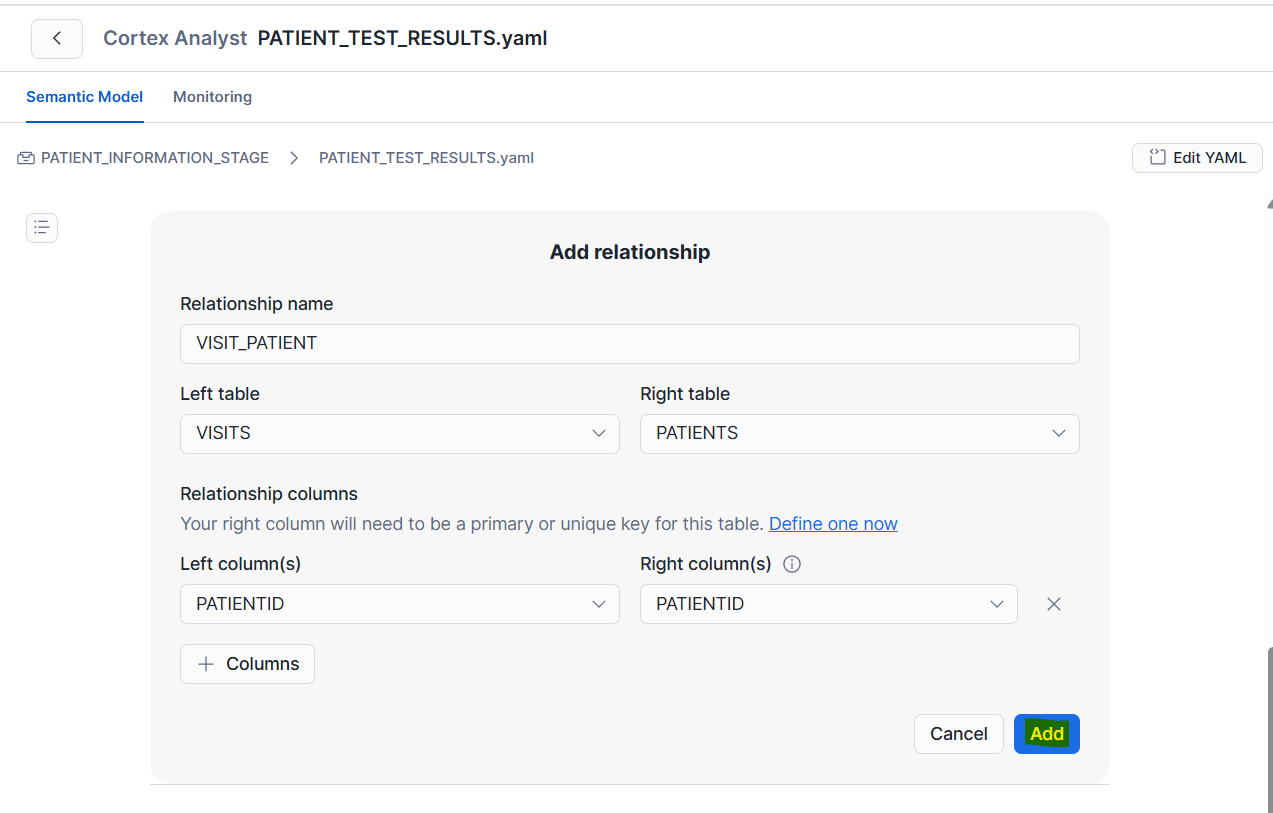 Cortex Analyst PATIENT_TEST_RESULTS.yaml
Semantic Model Monitoring
PATIENT_INFORMATION_STAGE PATIENT_TEST_RESULTS.yaml Edit YAML
Add relationship
Relationship name
VISIT_PATIENT
Left table Right table
VISITS PATIENTS
Relationship columns
Your right column will need to be a primary or unique key for this table. Define one now
Left column(s) Right column(s)
PATIENTID PATIENTID
Columns
Cancel Add